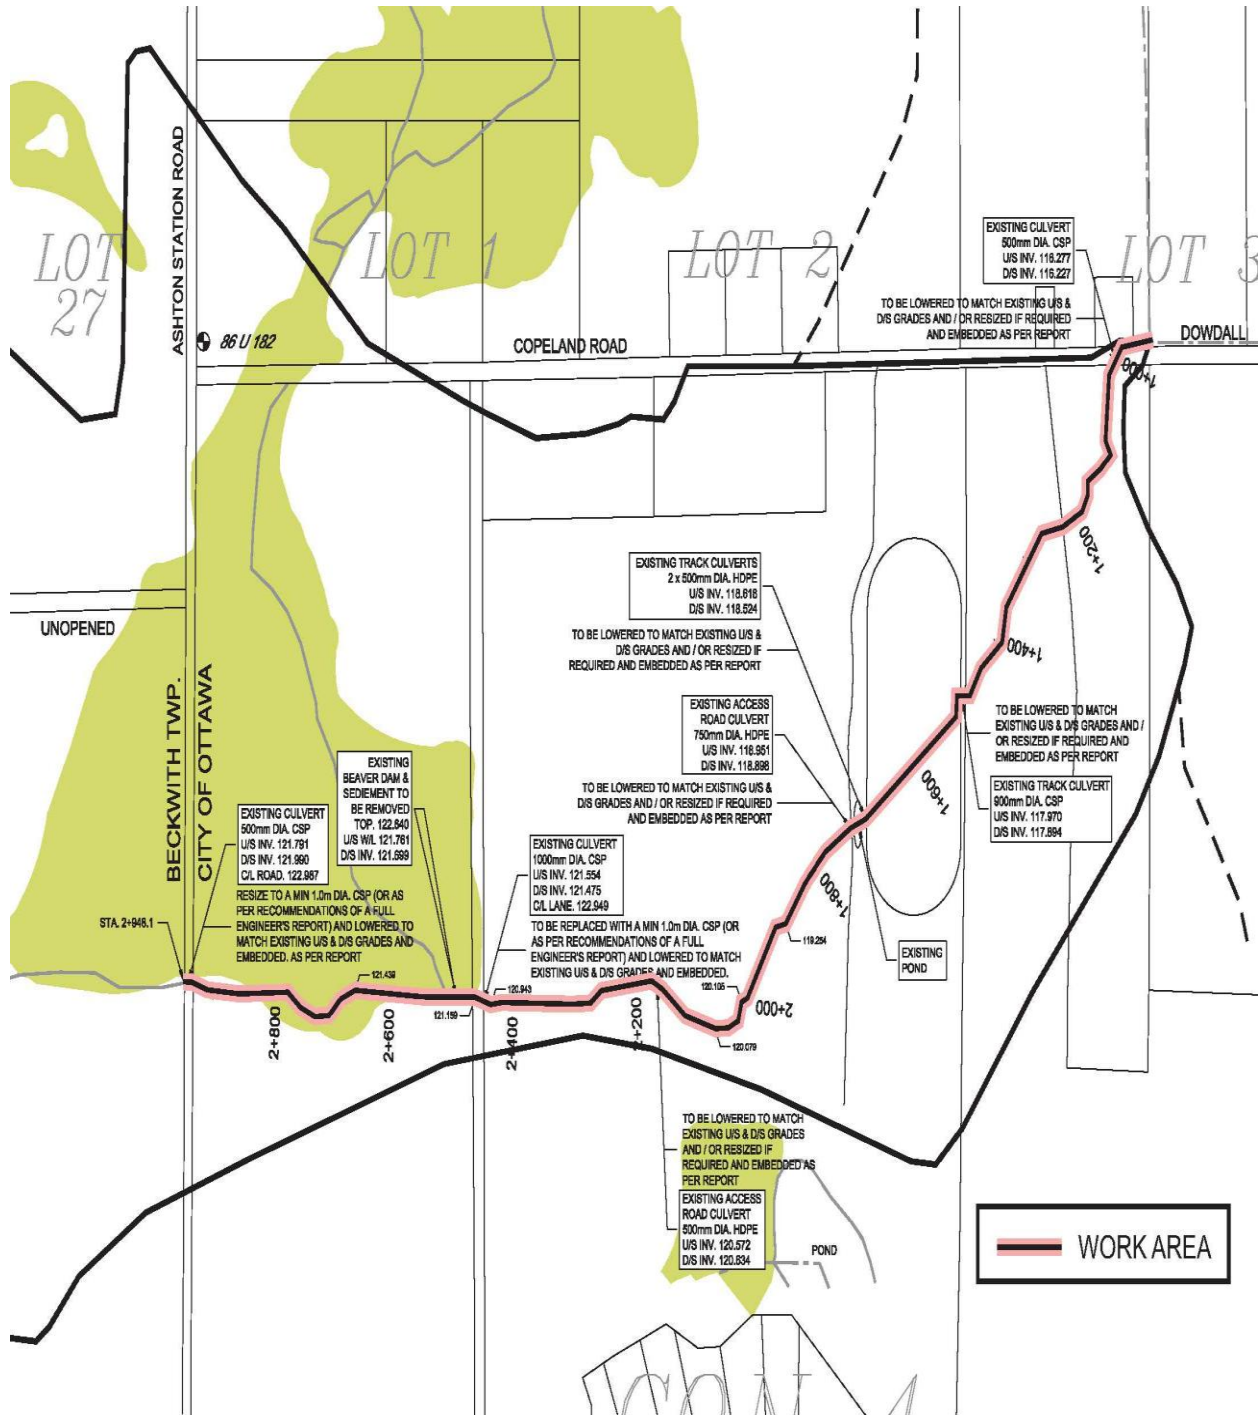 LOT
27
ASHTON STATION ROAD
LOT 1
LOT 2
LOT 3
86 U 182
COPELAND ROAD
DOWDALL
EXISTING CULVERT
500mm DIA. CSP
U/S INV. 116.277
D/S INV. 116.227
TO BE LOWERED TO MATCH EXISTING U/S &
D/S GRADES AND / OR RESIZED IF REQUIRED
AND EMBEDDED AS PER REPORT
1+000
1+200
1+400
EXISTING TRACK CULVERTS
2 x 500mm DIA. HDPE
U/S INV. 118.618
D/S INV. 118.524
TO BE LOWERED TO MATCH EXISTING U/S &
D/S GRADES AND / OR RESIZED IF
REQUIRED AND EMBEDDED AS PER REPORT
UNOPENED
BECKWITH TWP.
CITY OF OTTAWA
EXISTING ACCESS
ROAD CULVERT
750mm DIA. HDPE
U/S INV. 118.951
D/S INV. 118.898
TO BE LOWERED TO MATCH EXISTING U/S &
D/S GRADES AND / OR RESIZED IF REQUIRED
AND EMBEDDED AS PER REPORT
TO BE LOWERED TO MATCH
EXISTING U/S & D/S GRADES AND /
OR RESIZED IF REQUIRED AND
EMBEDDED AS PER REPORT
EXISTING TRACK CULVERT
900mm DIA. CSP
U/S INV. 117.970
D/S INV. 117.894
1+600
1+800
EXISTING
BEAVER DAM &
SEDIEMENT TO
BE REMOVED
TOP. 122.640
U/S W/L 121.761
D/S INV. 121.699
EXISTING CULVERT
500mm DIA. CSP
U/S INV. 121.791
D/S INV. 121.990
C/L ROAD. 122.987
RESIZE TO A MIN 1.0m DIA. CSP (OR AS
PER RECOMMENDATIONS OF A FULL
ENGINEER'S REPORT) AND LOWERED TO
MATCH EXISTING U/S & D/S GRADES AND
EMBEDDED. AS PER REPORT
STA. 2+948.1
EXISTING CULVERT
1000mm DIA. CSP
U/S INV. 121.554
D/S INV. 121.475
C/L LANE. 122.949
TO BE REPLACED WITH A MIN 1.0m DIA. CSP (OR
AS PER RECOMMENDATIONS OF A FULL
ENGINEER'S REPORT) AND LOWERED TO MATCH
EXISTING U/S & D/S GRADES AND EMBEDDED.
119.254
EXISTING
POND
121.439
120.943
121.159
120.105
120.079
2+800
2+600
2+400
2+200
2+000
TO BE LOWERED TO MATCH
EXISTING U/S & D/S GRADES
AND / OR RESIZED IF
REQUIRED AND EMBEDDED AS
PER REPORT
EXISTING ACCESS
ROAD CULVERT
500mm DIA. HDPE
U/S INV. 120.572
D/S INV. 120.634
POND
WORK AREA
CON 4